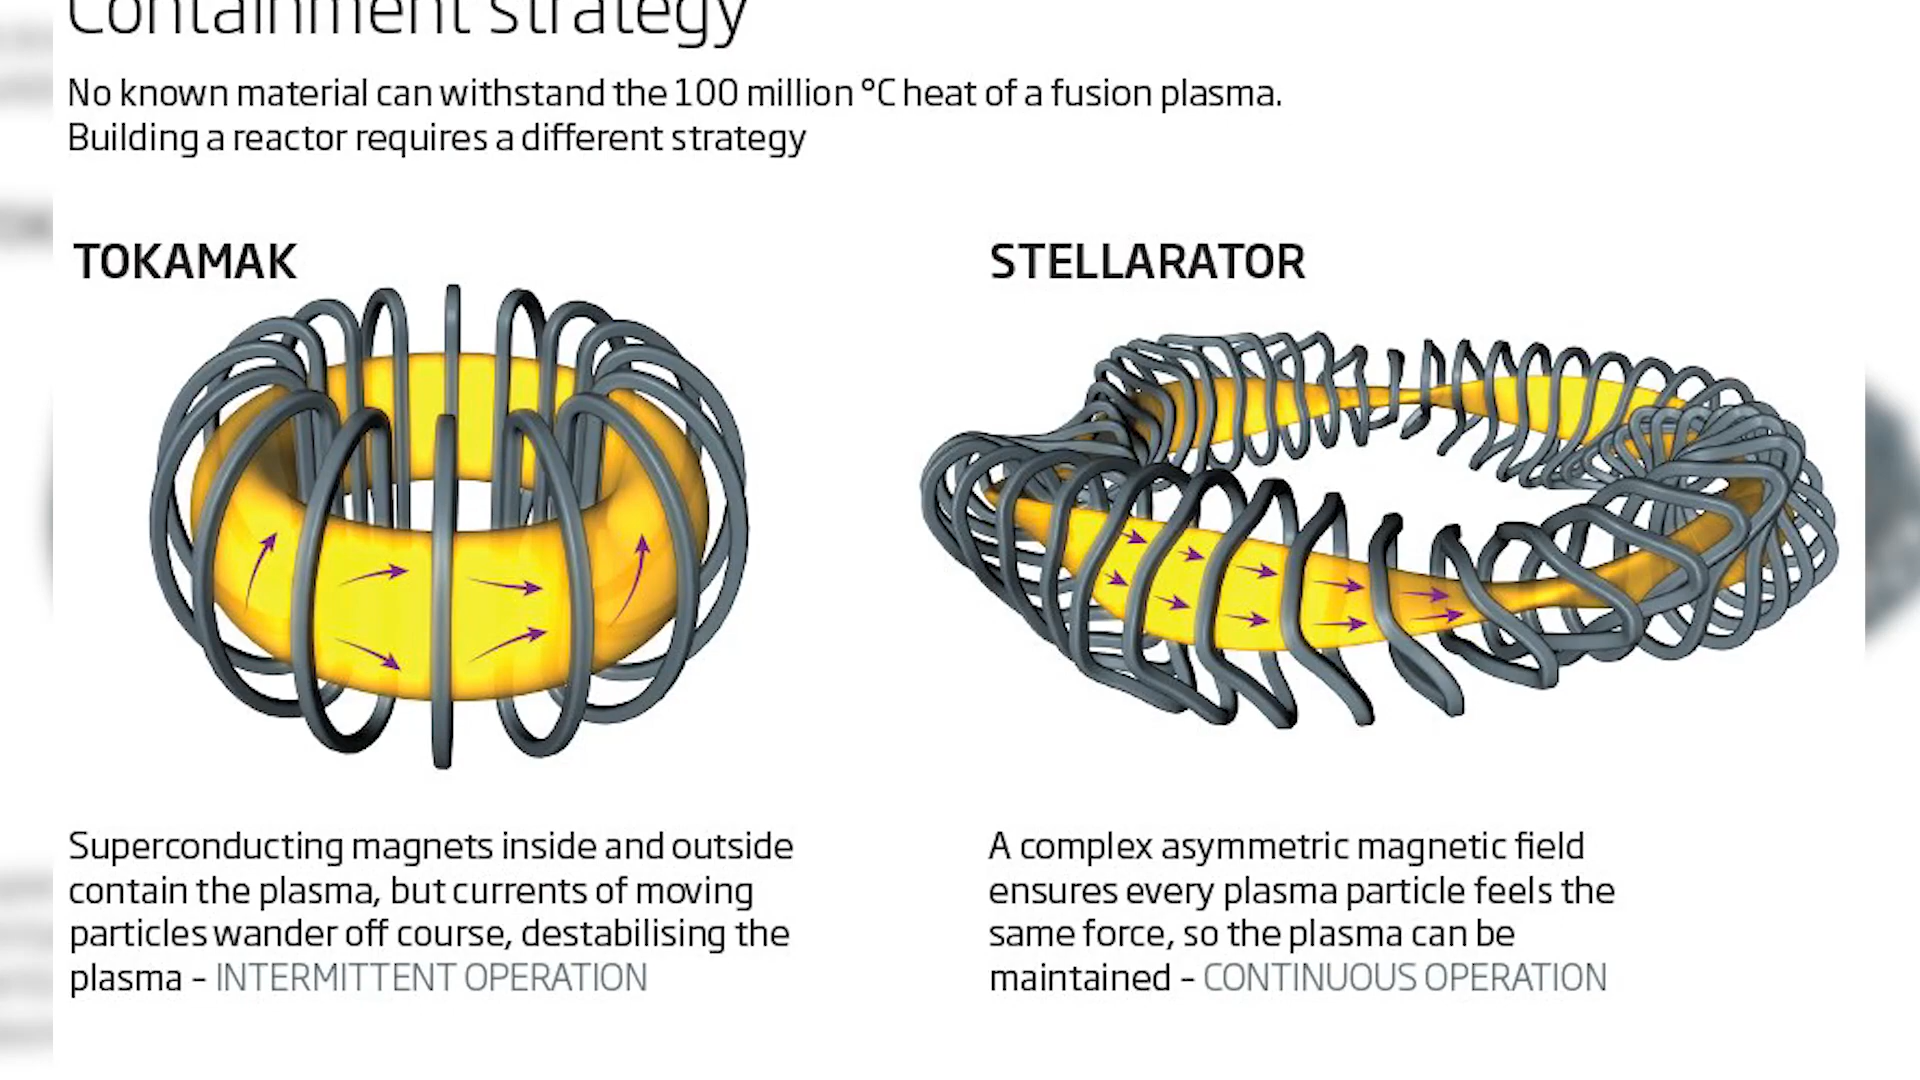 Containment strategy
No known material can withstand the 100 million °C heat of a fusion plasma.
Building a reactor requires a different strategy
TOKAMAK
STELLARATOR
Superconducting magnets inside and outside
contain the plasma, but currents of moving
particles wander off course, destabilising the
plasma – INTERMITTENT OPERATION
A complex asymmetric magnetic field
ensures every plasma particle feels the
same force, so the plasma can be
maintained – CONTINUOUS OPERATION